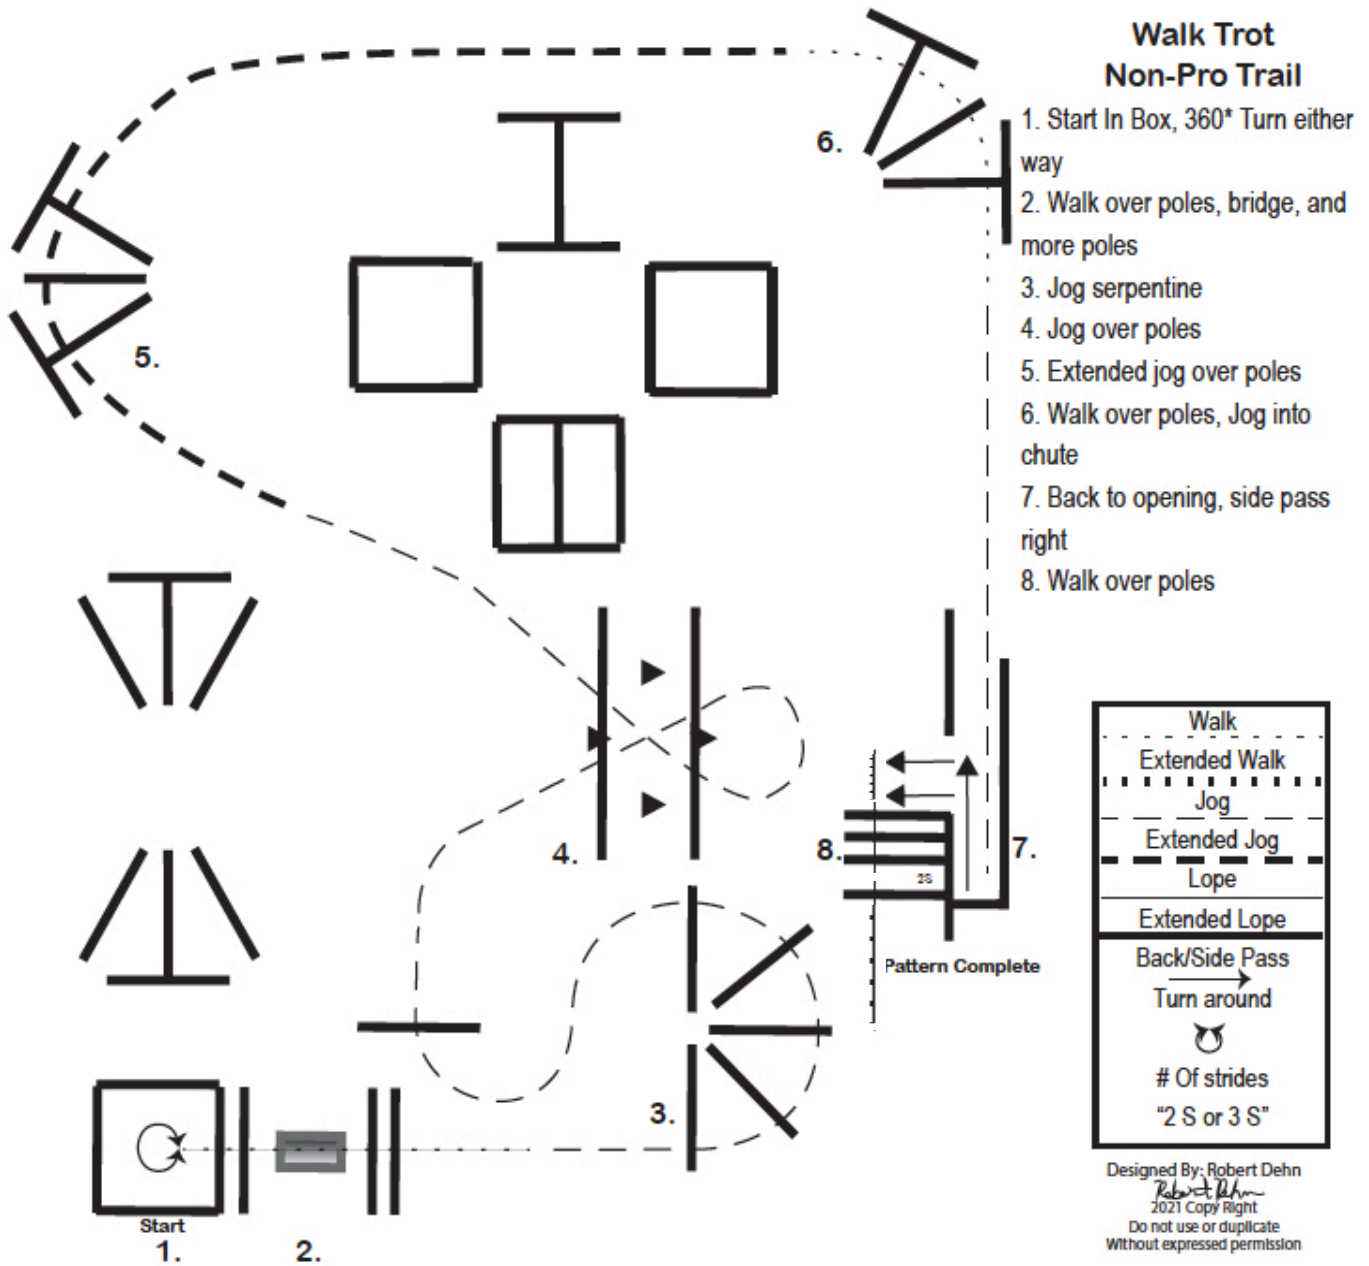 Walk Trot
Non-Pro Trail
1. Start In Box, 360* Turn either
way
2. Walk over poles, bridge, and
more poles
3. Jog serpentine
4. Jog over poles
5. Extended jog over poles
6. Walk over poles, Jog into
chute
7. Back to opening, side pass
right
8. Walk over poles
6.
5.
4.
8.
2S
7.
Pattern Complete
3.
Start
1.
2.
Walk
Extended Walk
Jog
Extended Jog
Lope
Extended Lope
Back/Side Pass
Turn around
# Of strides
“2 S or 3 S”
Designed By: Robert Dehn
Robert Dehn
2021 Copy Right
Do not use or duplicate
Without expressed permission